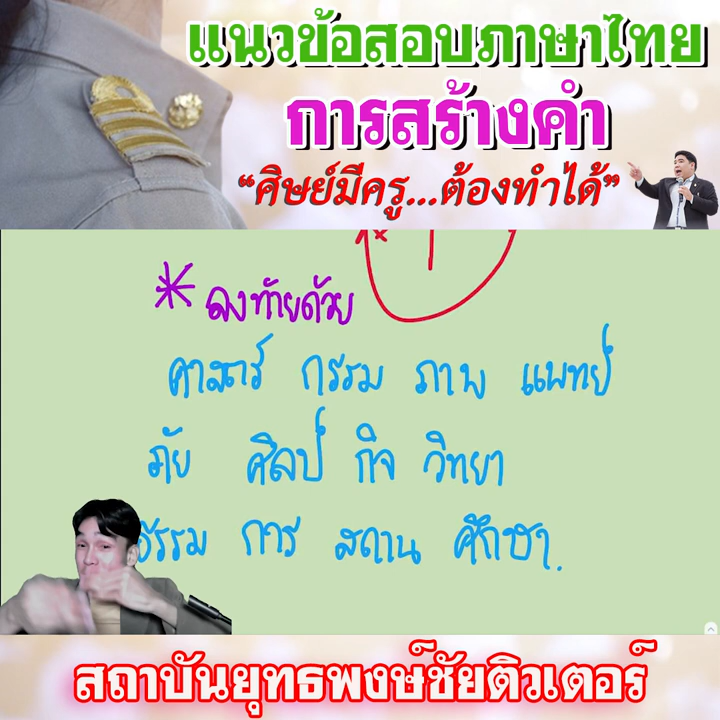 แนวข้อสอบภาษาไทย
การสร้างคำ
“ศิษย์มีครู...ต้องทำได้”
* ลงท้ายด้วย
ศาสตร์ กรรม ภาพ แพทย์
ภัย ศิลป์ กิจ วิทยา
ธรรม การ สถาน ศึกษา.
สถาบันยุทธพงษ์ชัยติวเตอร์